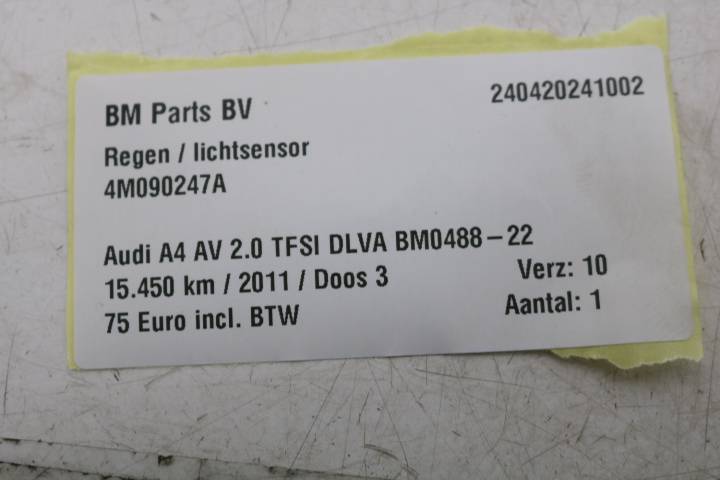 BM Parts BV 240420241002
Regen / lichtsensor
4M090247A
Audi A4 AV 2.0 TFSI DLVA BM0488-22
15.450 km / 2011 / Doos 3 Verz: 10
75 Euro incl. BTW Aantal: 1